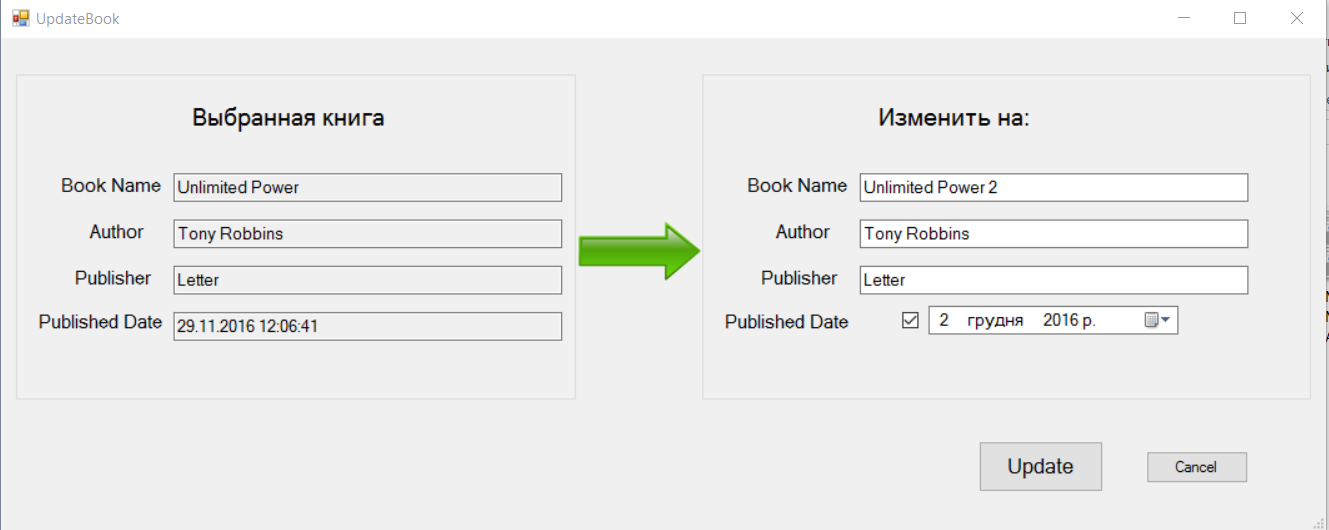 UpdateBook
Выбранная книга
Book Name Unlimited Power
Author Tony Robbins
Publisher Letter
Published Date 29.11.2016 12:06:41
Изменить на:
Book Name Unlimited Power 2
Author Tony Robbins
Publisher Letter
Published Date 2 грудня 2016 р.
Update Cancel